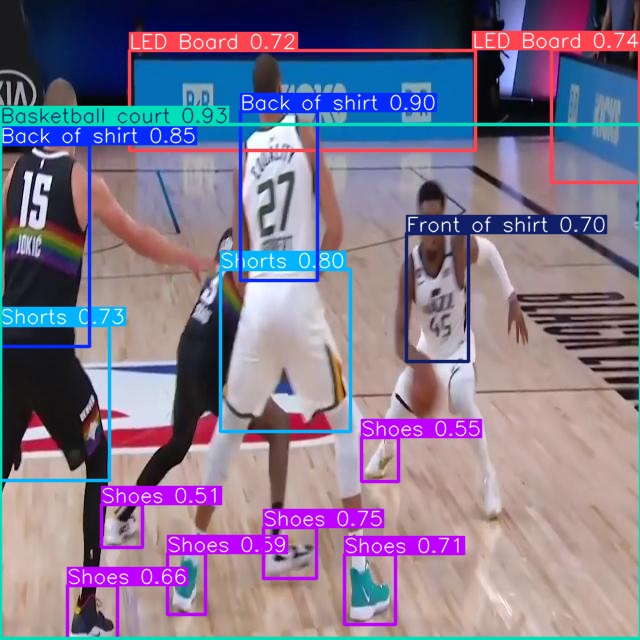 LED Board 0.72
LED Board 0.74
KIA
Basketball court 0.93
Back of shirt 0.90
Back of shirt 0.85
15
JOKIĆ
27
Front of shirt 0.70
Shorts 0.80
Shorts 0.73
45
Shoes 0.55
Shoes 0.51
Shoes 0.75
Shoes 0.59
Shoes 0.71
Shoes 0.66